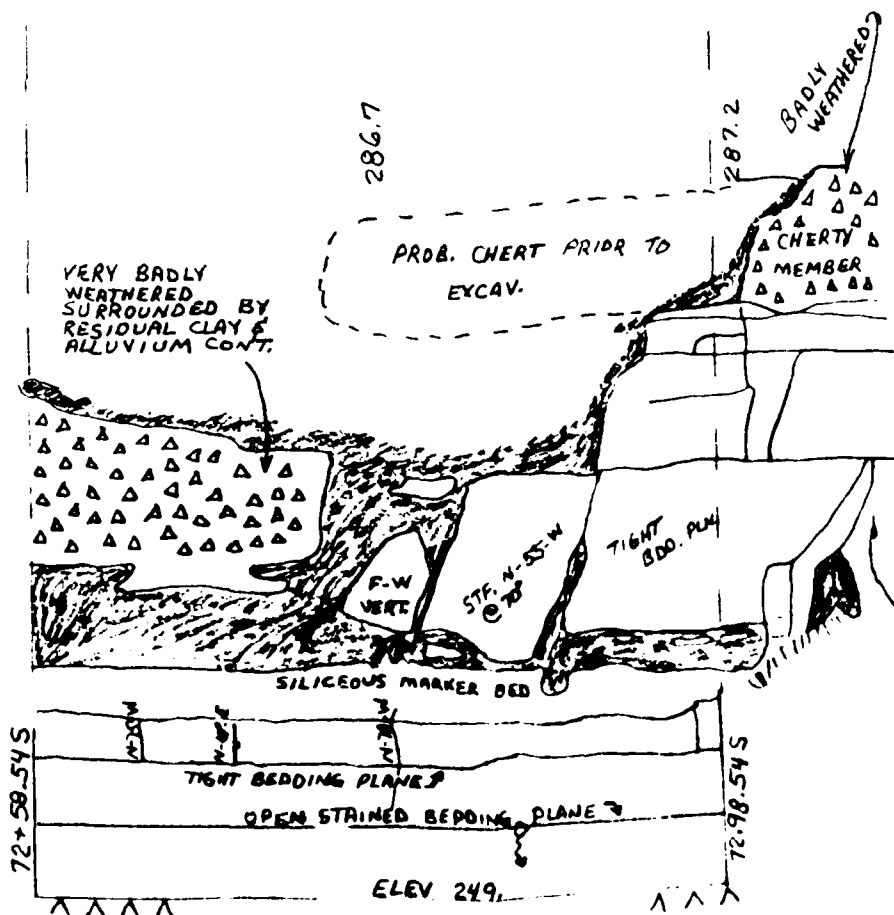 BADLY
WEATHERED
286.7
287.2
PROB. CHERT PRIOR TO
EXCAV.
CHERTY
MEMBER
VERY BADLY
WEATHERED
SURROUNDED BY
RESIDUAL CLAY &
ALLUVIUM CONT.
F-W
VERT.
STF. N-55-W
@ 70°
TIGHT
BDD. PLN
SILICEOUS MARKER BED
TIGHT BEDDING PLANE
OPEN STAINED BEDDING PLANE
72+58.54 S
72.98.54 S
ELEV 249.